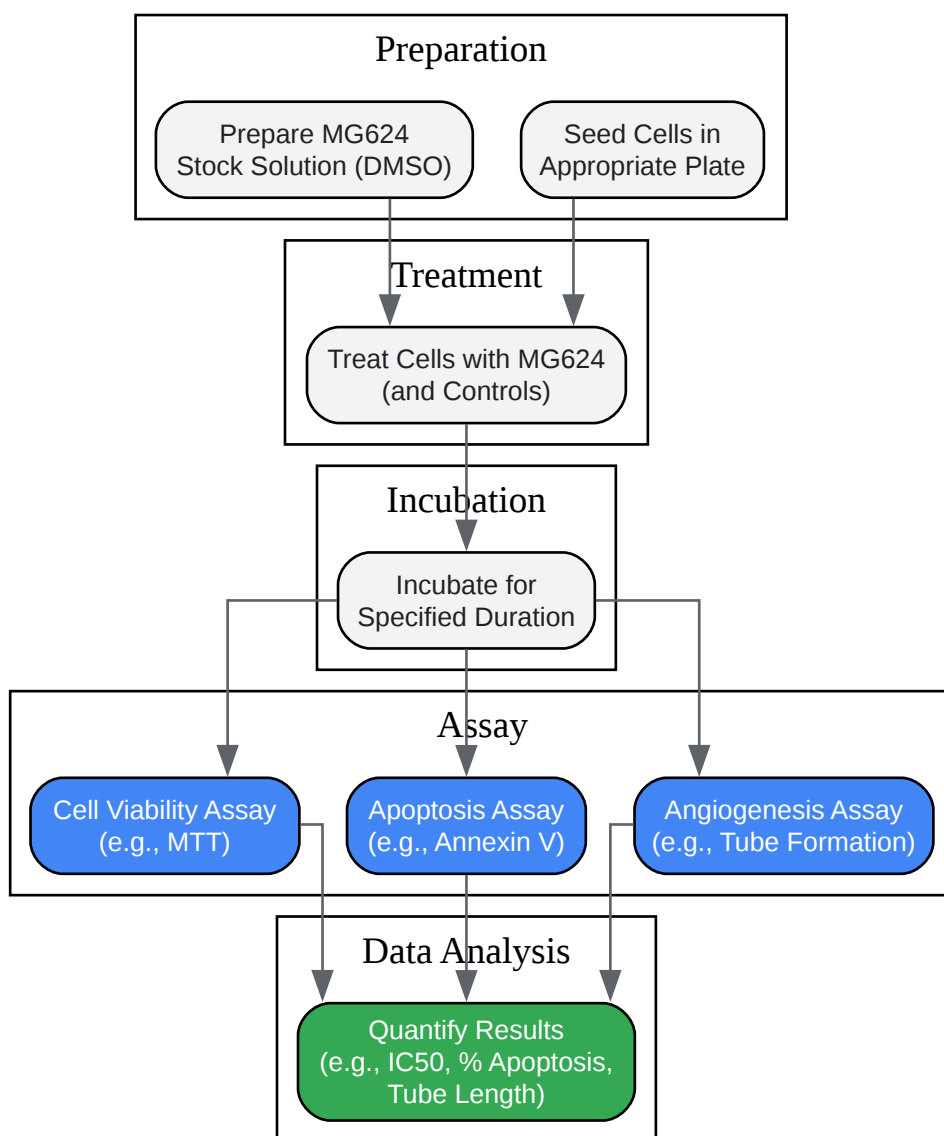 Preparation
Prepare MG624
Stock Solution (DMSO)
Seed Cells in
Appropriate Plate
Treatment
Treat Cells with MG624
(and Controls)
Incubation
Incubate for
Specified Duration
Assay
Cell Viability Assay
(e.g., MTT)
Apoptosis Assay
(e.g., Annexin V)
Angiogenesis Assay
(e.g., Tube Formation)
Data Analysis
Quantify Results
(e.g., IC50, % Apoptosis,
Tube Length)